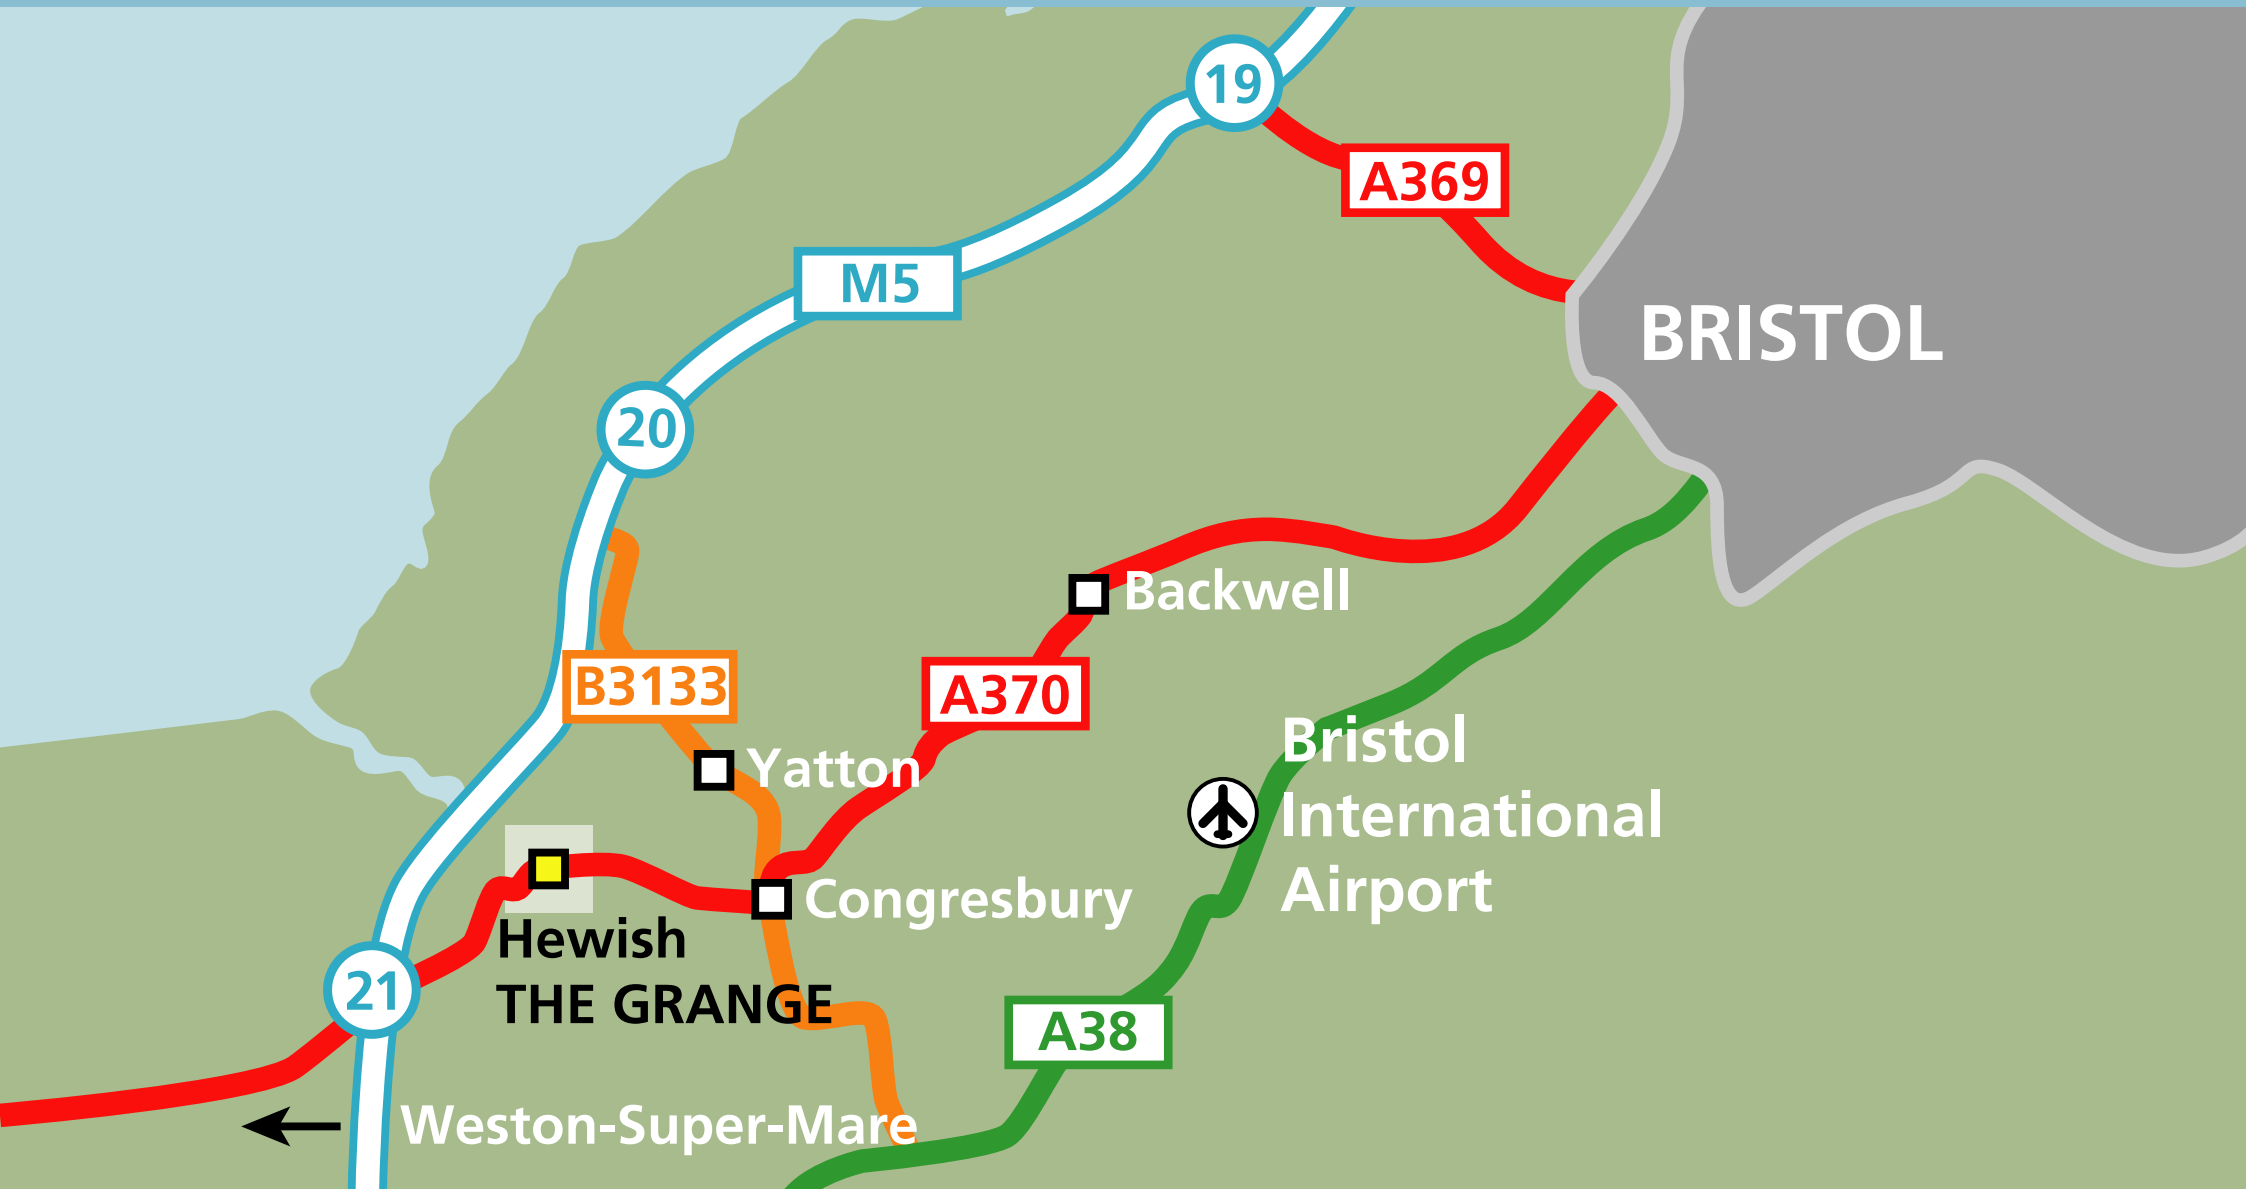 19
A369
M5
BRISTOL
20
Backwell
B3133
A370
Yatton
Bristol
International
Airport
Congresbury
Hewish
THE GRANGE
21
A38
Weston-Super-Mare